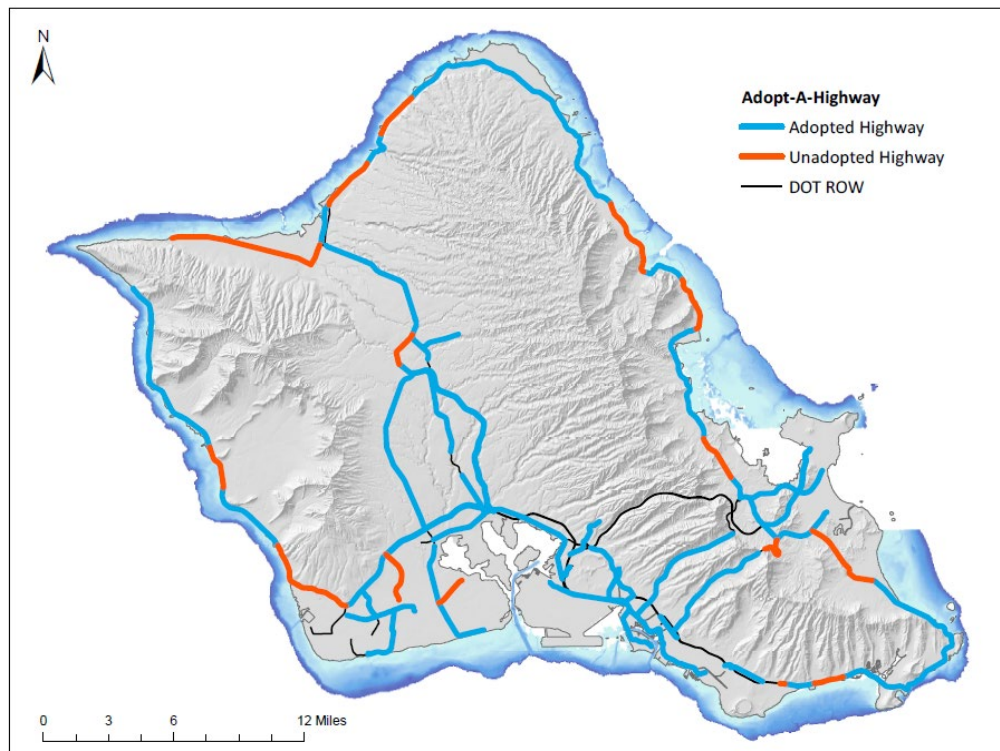 N
Adopt-A-Highway
Adopted Highway
Unadopted Highway
DOT ROW
0 3 6 12 Miles